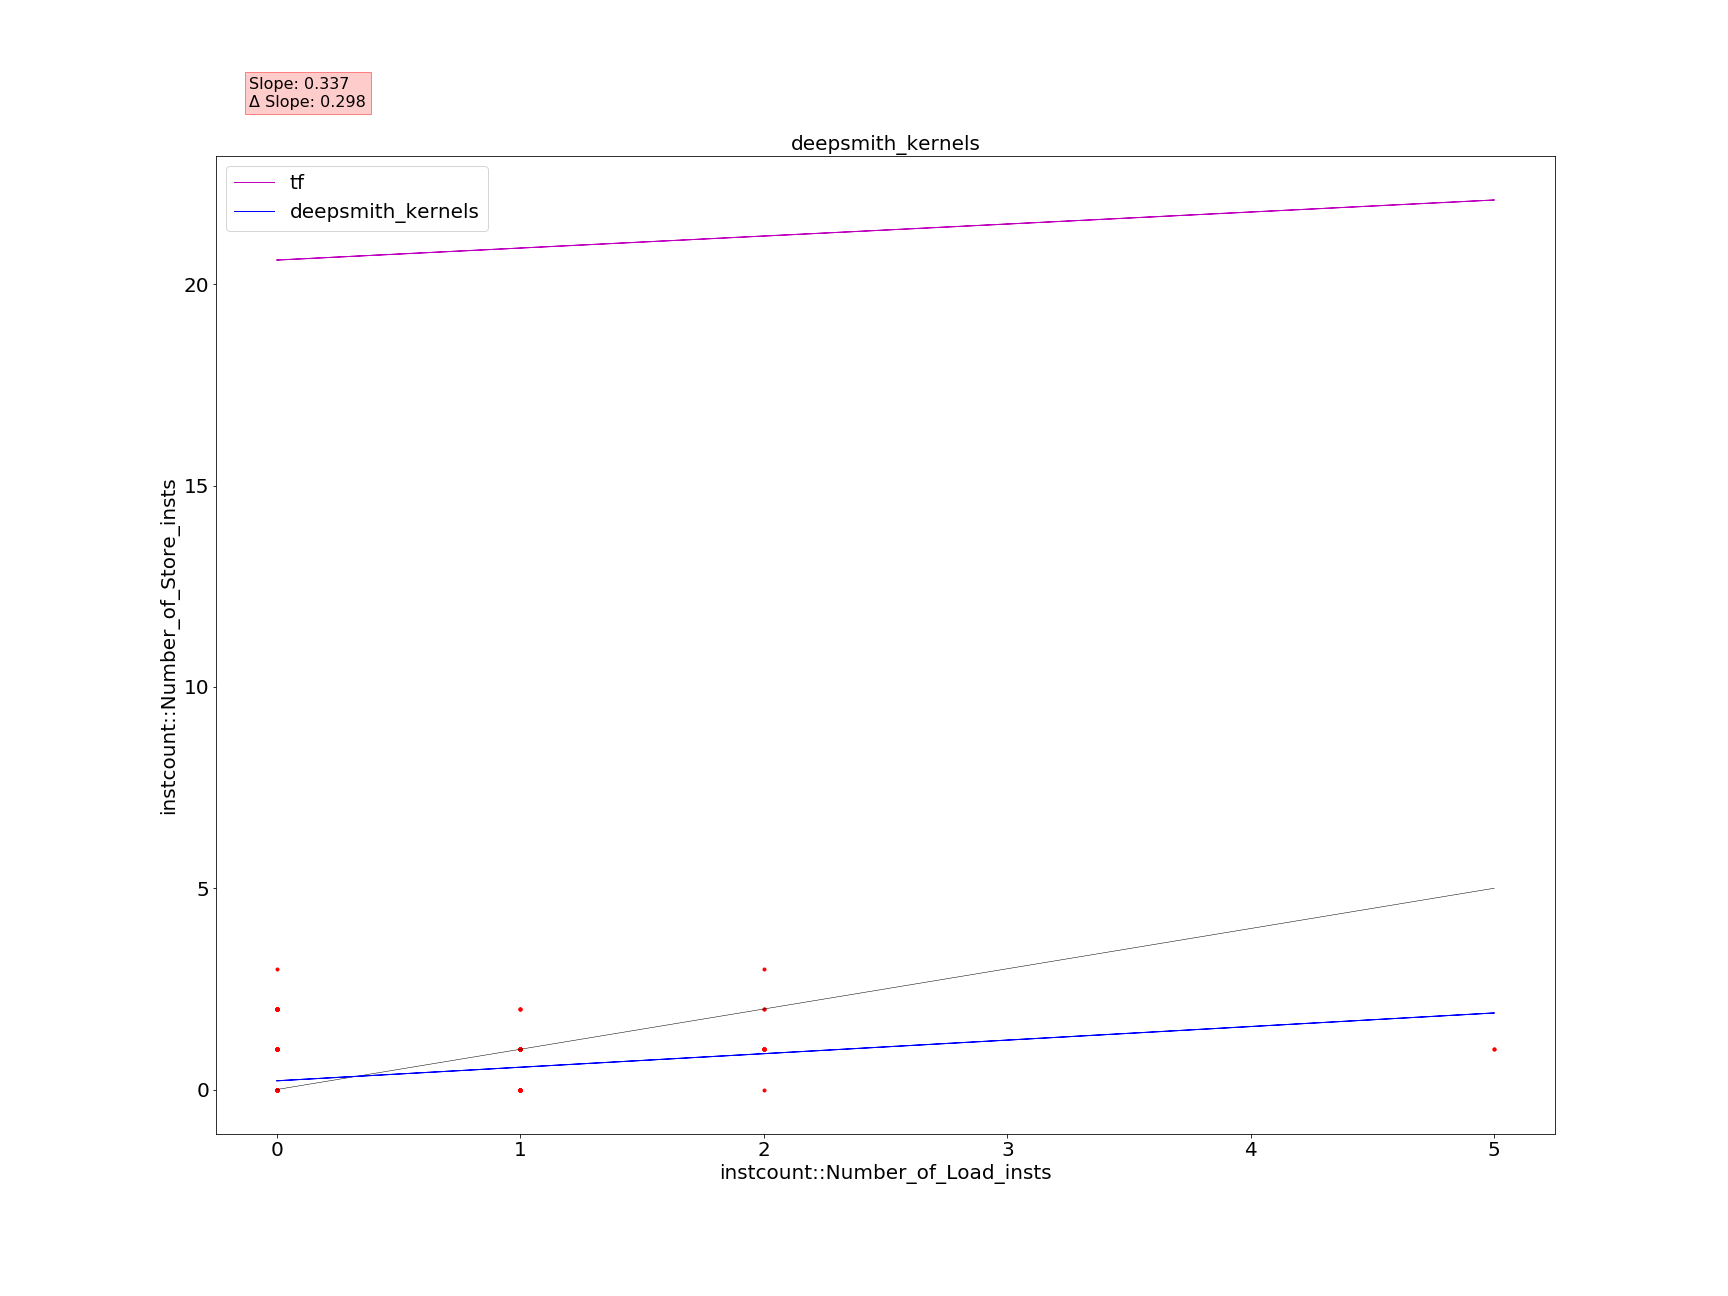 Slope: 0.337
Δ Slope: 0.298
deepsmith_kernels
tf
deepsmith_kernels
20
15
10
5
0
instcount::Number_of_Store_insts
0 1 2 3 4 5
instcount::Number_of_Load_insts